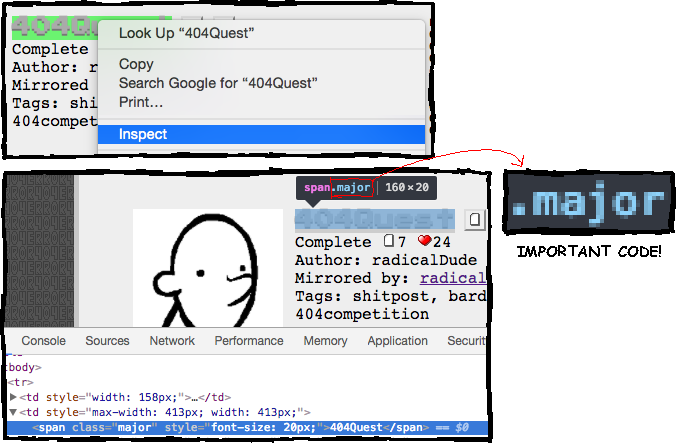 404Quest
Look Up “404Quest”
Complete
Copy
Author: r
Search Google for “404Quest”
Mirrored
Print…
Tags: shi
404compet
Inspect
span.major | 160×20
404Quest
.major
Complete 7 24
IMPORTANT CODE!
Author: radicalDude
Mirrored by: radical
Tags: shitpost, bard
404competition
Console Sources Network Performance Memory Application Securit
<body>
<tr>
▶<td style="width: 158px;">…</td>
▼<td style="max-width: 413px; width: 413px;">
<span class="major" style="font-size: 20px;">404Quest</span> == $0